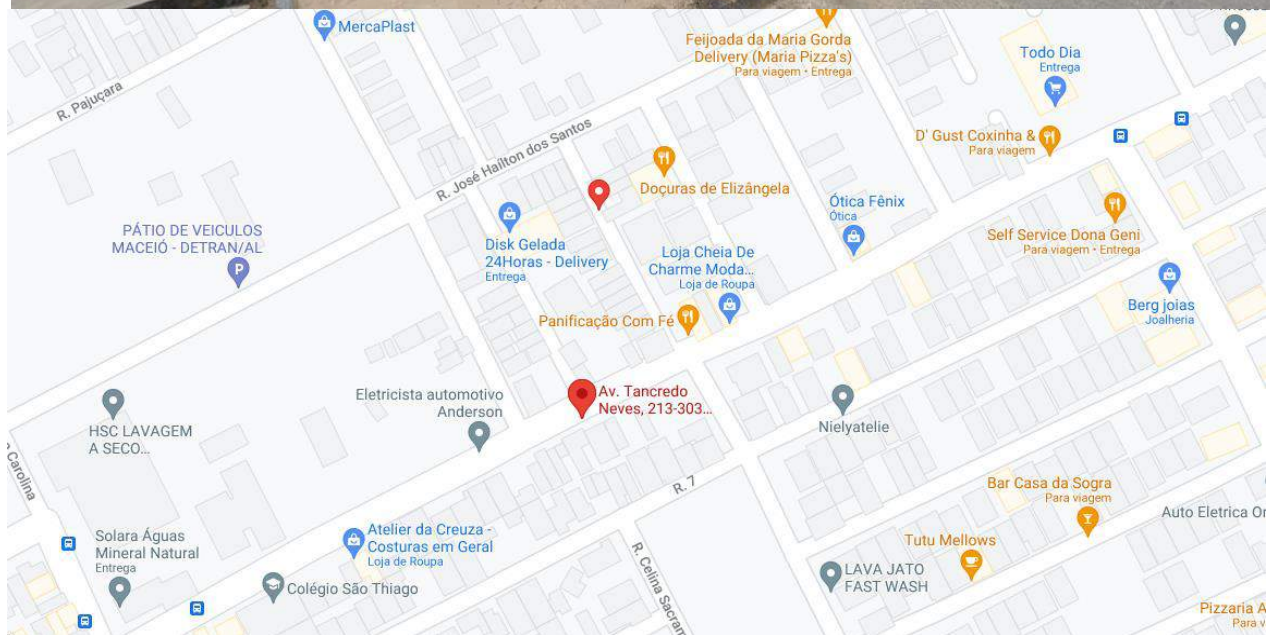 MercaPlast
Feijoada da Maria Gorda
Delivery (Maria Pizza's)
Para viagem • Entrega
Todo Dia
Entrega
R. Pajuçara
D' Gust Coxinha &
Para viagem
R. José Haílton dos Santos
Doçuras de Elizângela
Ótica Fênix
Ótica
PÁTIO DE VEICULOS
MACEIÓ - DETRAN/AL
P
Disk Gelada
24Horas - Delivery
Entrega
Loja Cheia De
Charme Moda...
Loja de Roupa
Self Service Dona Geni
Para viagem • Entrega
Berg joias
Joalheria
Panificação Com Fé
Eletricista automotivo
Anderson
Av. Tancredo
Neves, 213-303...
HSC LAVAGEM
A SECO...
Nielyatelie
Carolina
R. 7
Bar Casa da Sogra
Para viagem
Auto Eletrica
Solara Águas
Mineral Natural
Entrega
Atelier da Creuza -
Costuras em Geral
Loja de Roupa
Tutu Mellows
R. Celina Sacram
LAVA JATO
FAST WASH
Colégio São Thiago
Pizzaria A
Para v